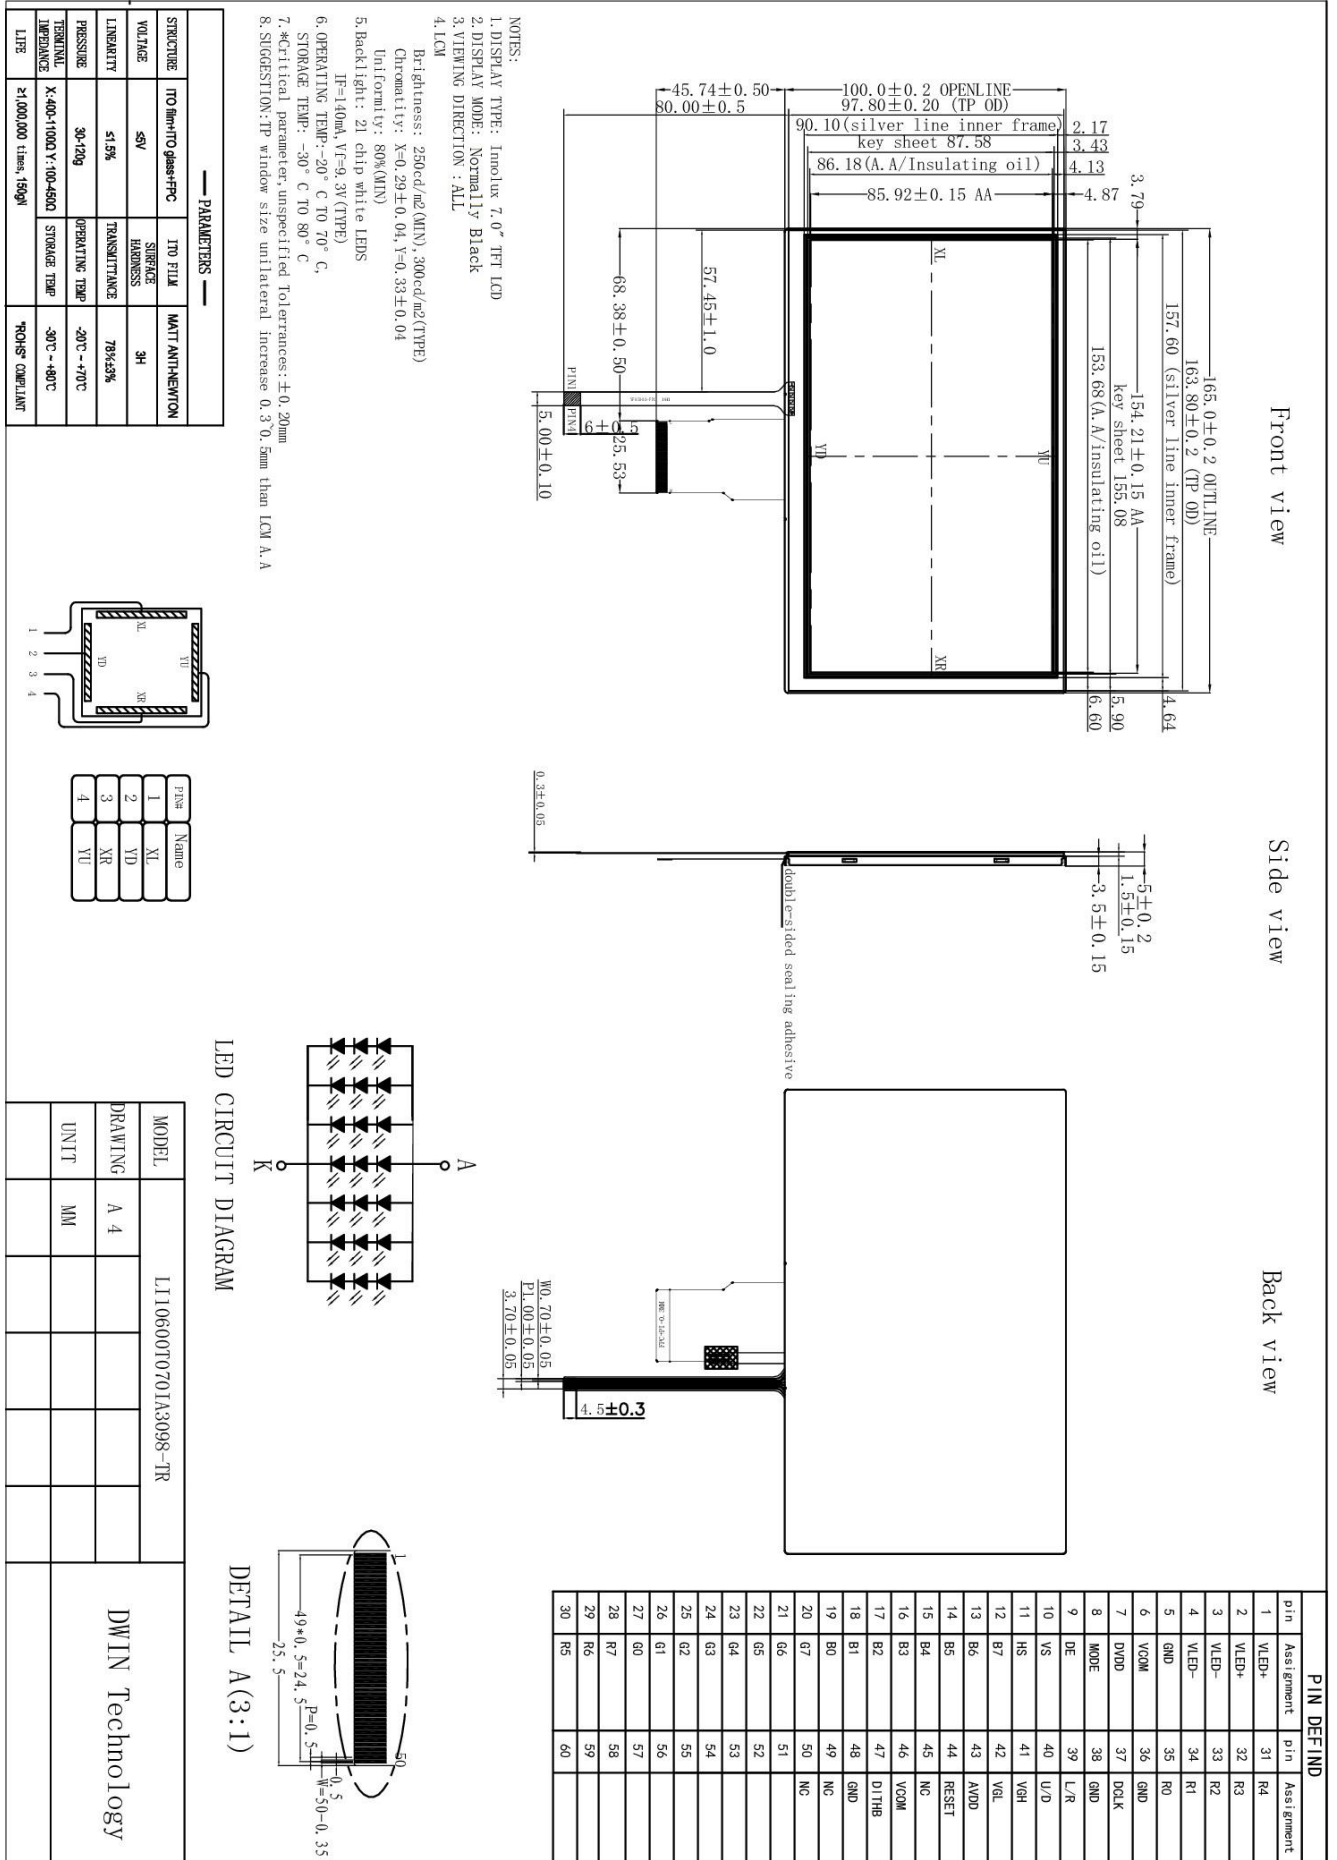 Front view
Side view
Back view
165.0±0.2 OUTLINE
163.80±0.2 (TP OD)
157.60 (silver line inner frame)
154.21±0.15 AA
key sheet 155.08
153.68(A.A/insulating oil)
3.79
4.64
5.90
6.60
100.0±0.2 OPENLINE
97.80±0.20 (TP OD)
90.10(silver line inner frame)
key sheet 87.58
86.18(A.A/Insulating oil)
85.92±0.15 AA
2.17
3.43
4.13
4.87
45.74±0.50
80.00±0.5
57.45±1.0
68.38±0.50
25.53
6±0.5
5.00±0.10
PIN1
PIN4
XL
XR
YU
YD
5±0.2
1.5±0.15
3.5±0.15
0.3±0.05
double-sided sealing adhesive
W0.70±0.05
P1.00±0.05
3.70±0.05
4.5±0.3
NOTES:
1.DISPLAY TYPE: Innolux 7.0″ TFT LCD
2.DISPLAY MODE: Normally Black
3.VIEWING DIRECTION :ALL
4.LCM
Brightness: 250cd/m2(MIN),300cd/m2(TYPE)
Chromatity: X=0.29±0.04,Y=0.33±0.04
Uniformity: 80%(MIN)
5.Backlight: 21 chip white LEDS
IF=140mA,Vf=9.3V(TYPE)
6.OPERATING TEMP:-20° C TO 70° C,
STORAGE TEMP: -30° C TO 80° C
7.*Critical parameter,unspecified Tolerrances:±0.20mm
8.SUGGESTION:TP window size unilateral increase 0.3~0.5mm than LCM A.A
PARAMETERS
STRUCTURE ITO film+ITO glass+FPC ITO FILM MATT ANTI-NEWTON
VOLTAGE ≤5V SURFACE HARDNESS 3H
LINEARITY ≤1.5% TRANSMITTANCE 78%±3%
PRESSURE 30-120g OPERATING TEMP -20℃ ~ +70℃
TERMINAL IMPEDANCE X:400-1100Ω Y:100-450Ω STORAGE TEMP -30℃ ~ +80℃
LIFE ≥1,000,000 times,150gN "ROHS" COMPLIANT
XL
YU
YD
XR
1
2
3
4
PIN# Name
1 XL
2 YD
3 XR
4 YU
A
K
LED CIRCUIT DIAGRAM
1
50
49*0.5=24.5
P=0.5
0.5
W=50-0.35
25.5
DETAIL A(3:1)
MODEL LI10600T070IA3098-TR
DRAWING A 4
UNIT MM
DWIN Technology
PIN DEFIND
pin Assignment pin Assignment
1 VLED+ 31 R4
2 VLED+ 32 R3
3 VLED- 33 R2
4 VLED- 34 R1
5 GND 35 R0
6 VCOM 36 GND
7 DVDD 37 DCLK
8 MODE 38 GND
9 DE 39 L/R
10 VS 40 U/D
11 HS 41 VGH
12 B7 42 VGL
13 B6 43 AVDD
14 B5 44 RESET
15 B4 45 NC
16 B3 46 VCOM
17 B2 47 DITHB
18 B1 48 GND
19 B0 49 NC
20 G7 50 NC
21 G6 51
22 G5 52
23 G4 53
24 G3 54
25 G2 55
26 G1 56
27 G0 57
28 R7 58
29 R6 59
30 R5 60